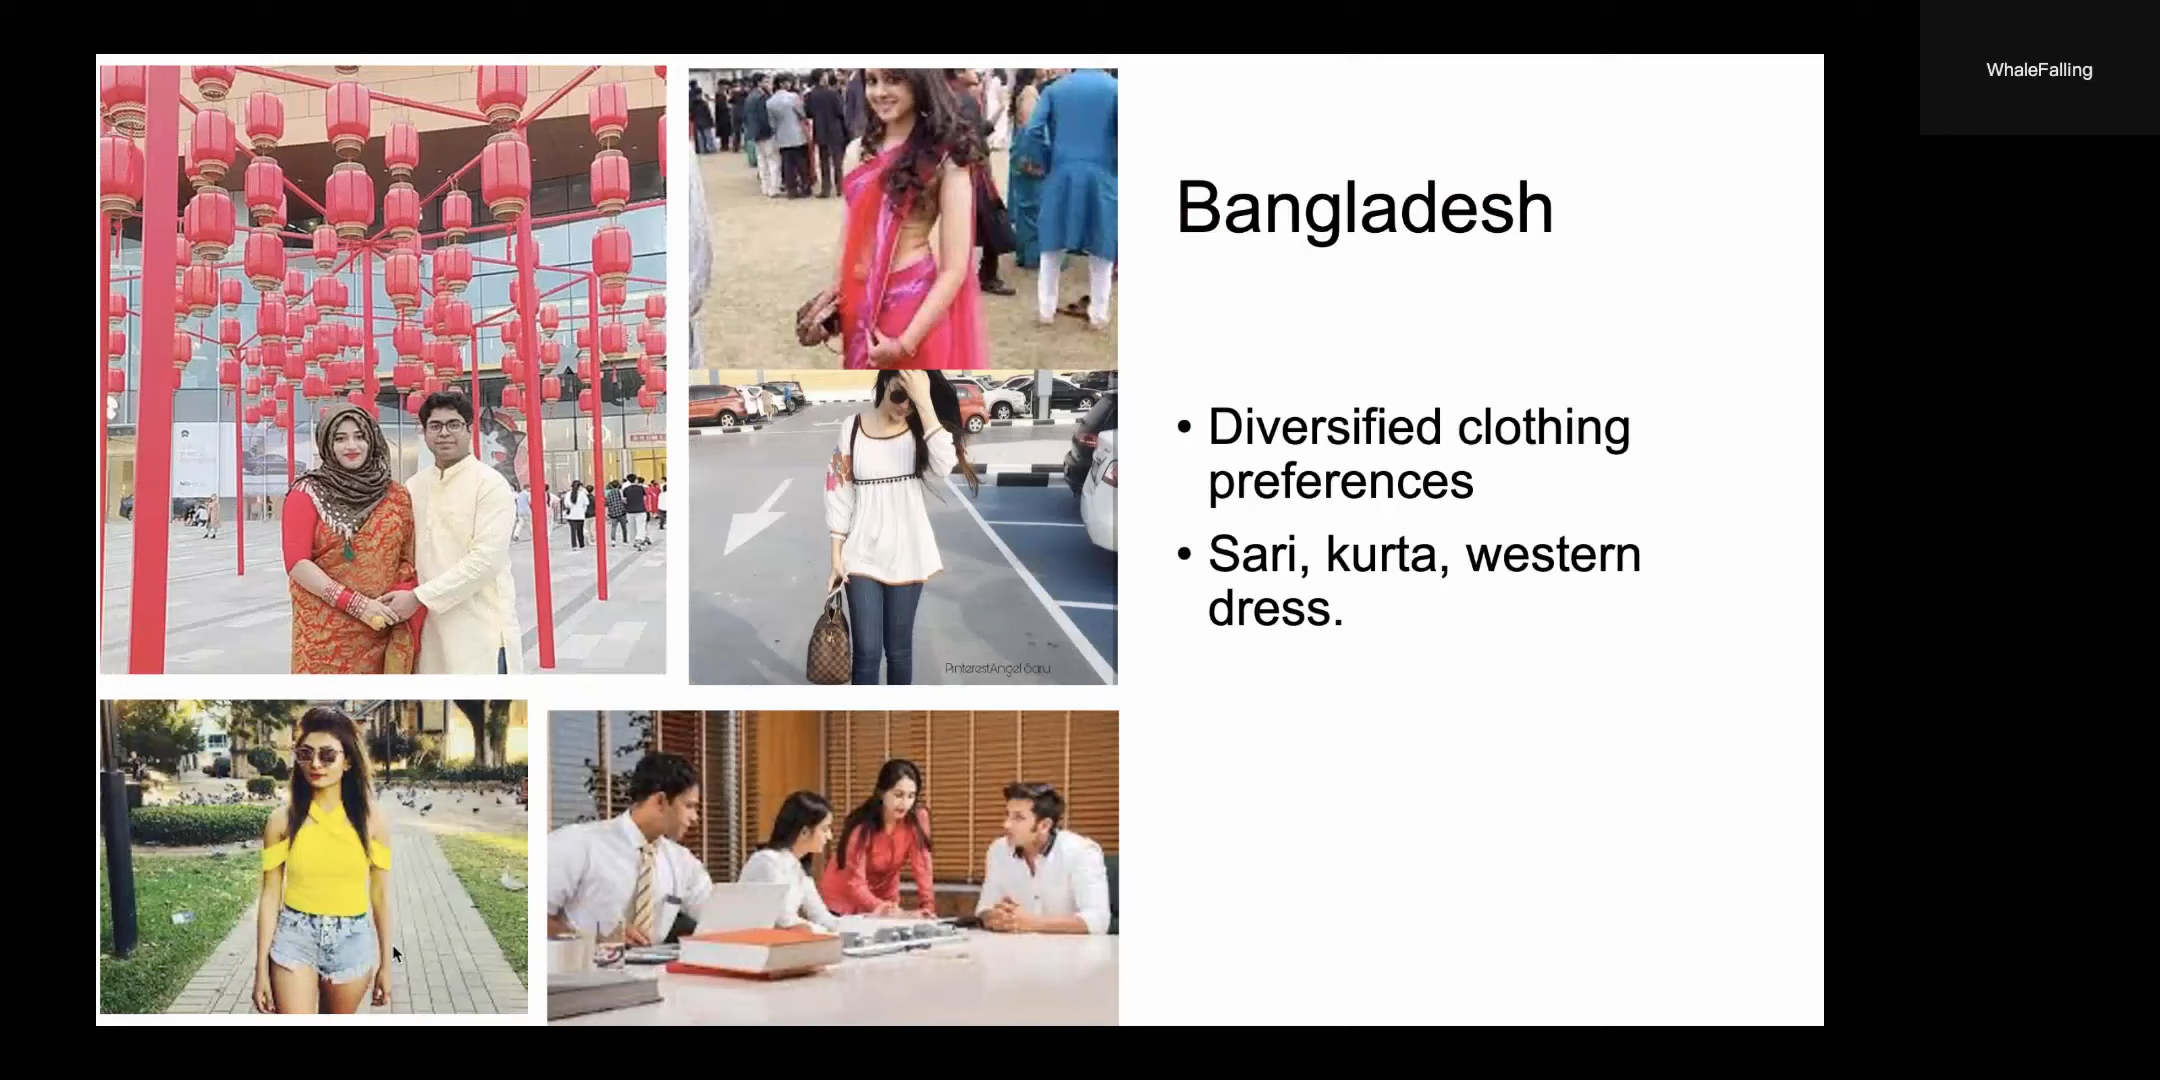 WhaleFalling
Bangladesh
• Diversified clothing
preferences
• Sari, kurta, western
dress.
PinterestAngel Saru